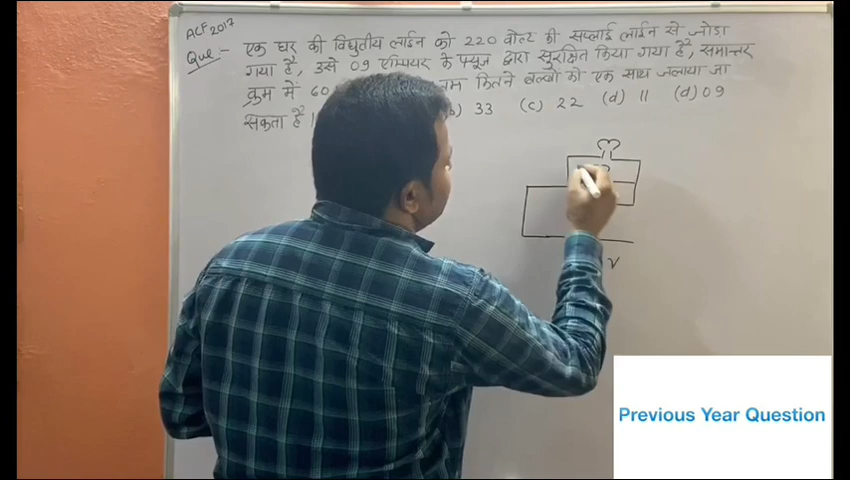 ACF 2017
Que :- एक घर की विधुतीय लाईन को 220 वोल्ट की सप्लाई लाईन से जोडा
गया है, उसे 09 एम्पियर के फ्यूज द्वारा सुरक्षित किया गया है, समान्तर
क्रम में 60 कितने बल्बो को एक साथ जलाया जा
सकता है । 33 (c) 22 (d) 11 (d) 09
V
Previous Year Question